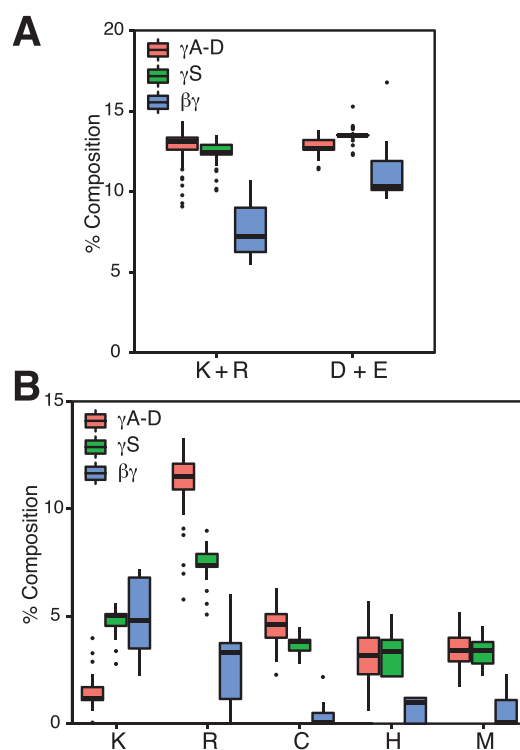 A
20
γA-D
γS
βγ
15
% Composition
10
5
0
K + R D + E
B
15
γA-D
γS
βγ
10
% Composition
5
0
K R C H M